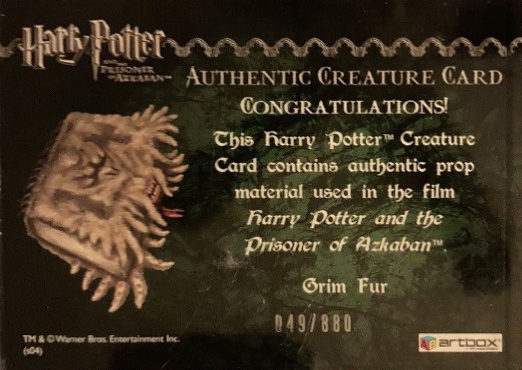 Harry Potter
AND THE
PRISONER OF
AZKABAN™
AUTHENTIC CREATURE CARD
CONGRATULATIONS!
This Harry Potter™ Creature
Card contains authentic prop
material used in the film
Harry Potter and the
Prisoner of Azkaban™.
Grim Fur
049/880
TM & © Warner Bros. Entertainment Inc.
(s04)
artbox